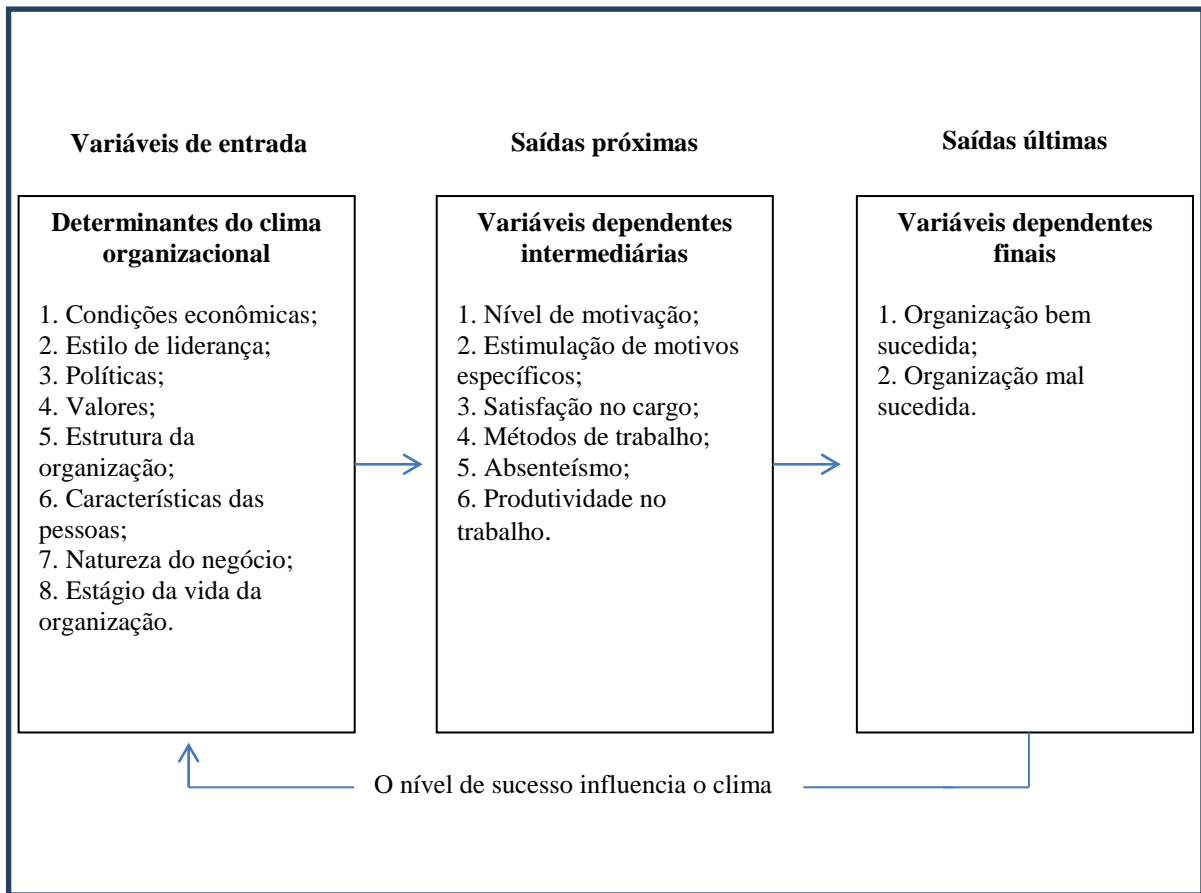 Variáveis de entrada
Saídas próximas
Saídas últimas
Determinantes do clima
organizacional
1. Condições econômicas;
2. Estilo de liderança;
3. Políticas;
4. Valores;
5. Estrutura da
organização;
6. Características das
pessoas;
7. Natureza do negócio;
8. Estágio da vida da
organização.
Variáveis dependentes
intermediárias
1. Nível de motivação;
2. Estimulação de motivos
específicos;
3. Satisfação no cargo;
4. Métodos de trabalho;
5. Absenteísmo;
6. Produtividade no
trabalho.
Variáveis dependentes
finais
1. Organização bem
sucedida;
2. Organização mal
sucedida.
O nível de sucesso influencia o clima